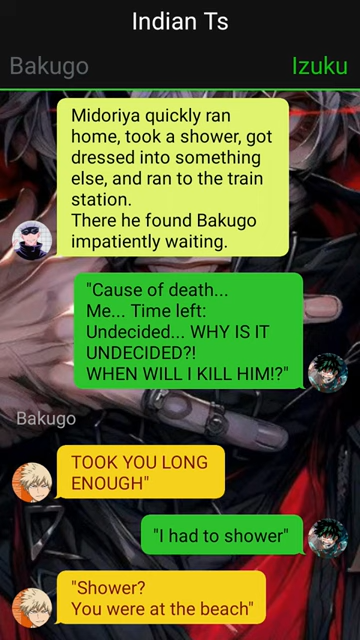 Indian Ts
Bakugo
Izuku
Midoriya quickly ran
home, took a shower, got
dressed into something
else, and ran to the train
station.
There he found Bakugo
impatiently waiting.
"Cause of death...
Me... Time left:
Undecided... WHY IS IT
UNDECIDED?!
WHEN WILL I KILL HIM!?"
Bakugo
TOOK YOU LONG
ENOUGH"
"I had to shower"
"Shower?
You were at the beach"